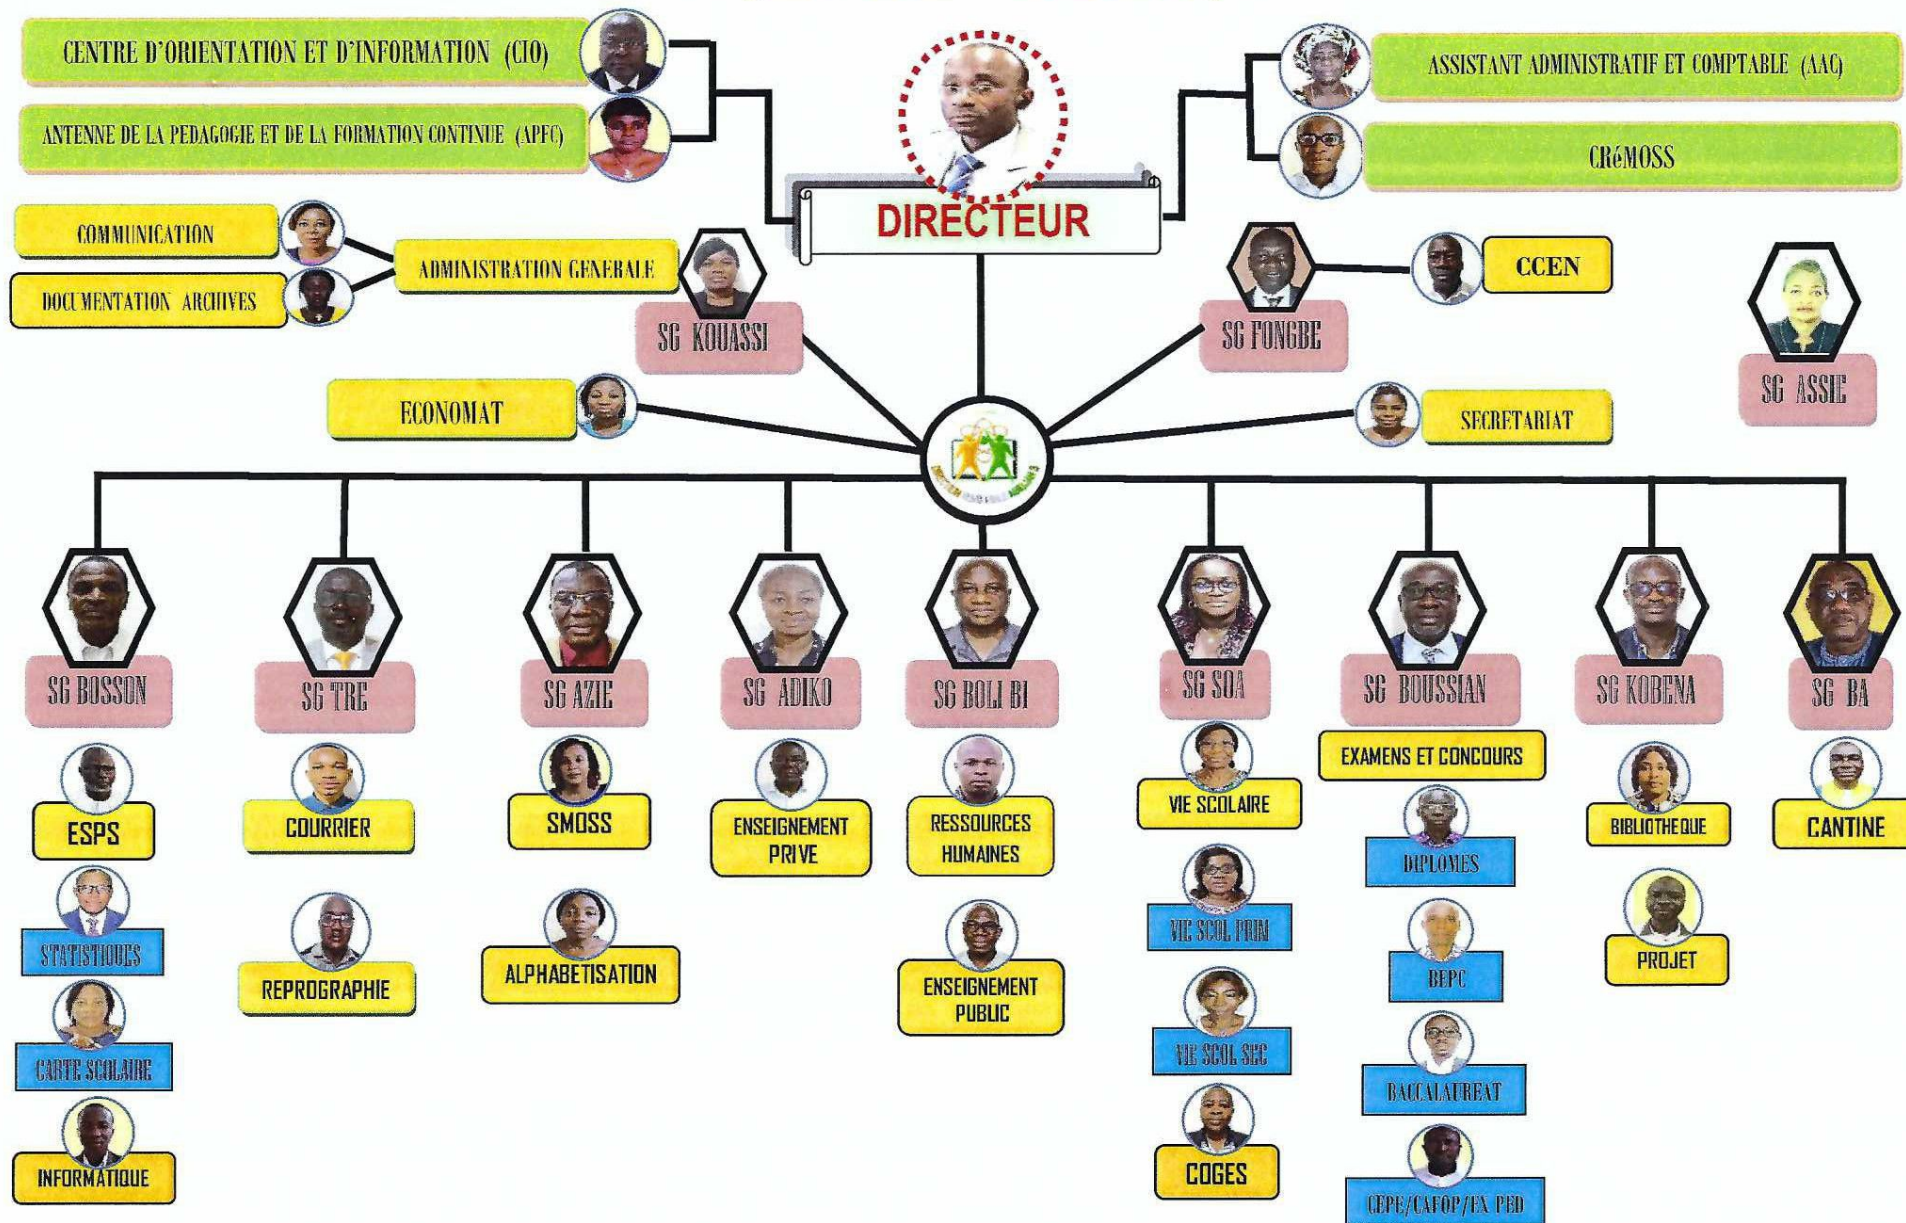 CENTRE D'ORIENTATION ET D'INFORMATION (CIO)
ANTENNE DE LA PEDAGOGIE ET DE LA FORMATION CONTINUE (APFC)
ASSISTANT ADMINISTRATIF ET COMPTABLE (AAC)
CRéMOSS
DIRECTEUR
COMMUNICATION
DOCUMENTATION ARCHIVES
ADMINISTRATION GENERALE
SG KOUASSI
SG FONGBE
CCEN
SG ASSIE
ECONOMAT
SECRETARIAT
SG BOSSON
SG TRE
SG AZIE
SG ADIKO
SG BOLI BI
SG SOA
SG BOUSSIAN
SG KOBENA
SG BA
ESPS
STATISTIQUES
CARTE SCOLAIRE
INFORMATIQUE
COURRIER
REPROGRAPHIE
SMOSS
ALPHABETISATION
ENSEIGNEMENT
PRIVE
RESSOURCES
HUMAINES
ENSEIGNEMENT
PUBLIC
VIE SCOLAIRE
VIE SCOL PRIM
VIE SCOL SEC
COGES
EXAMENS ET CONCOURS
DIPLOMES
BEPC
BACCALAUREAT
CEPE/CAFOP/EX PED
BIBLIOTHEQUE
PROJET
CANTINE